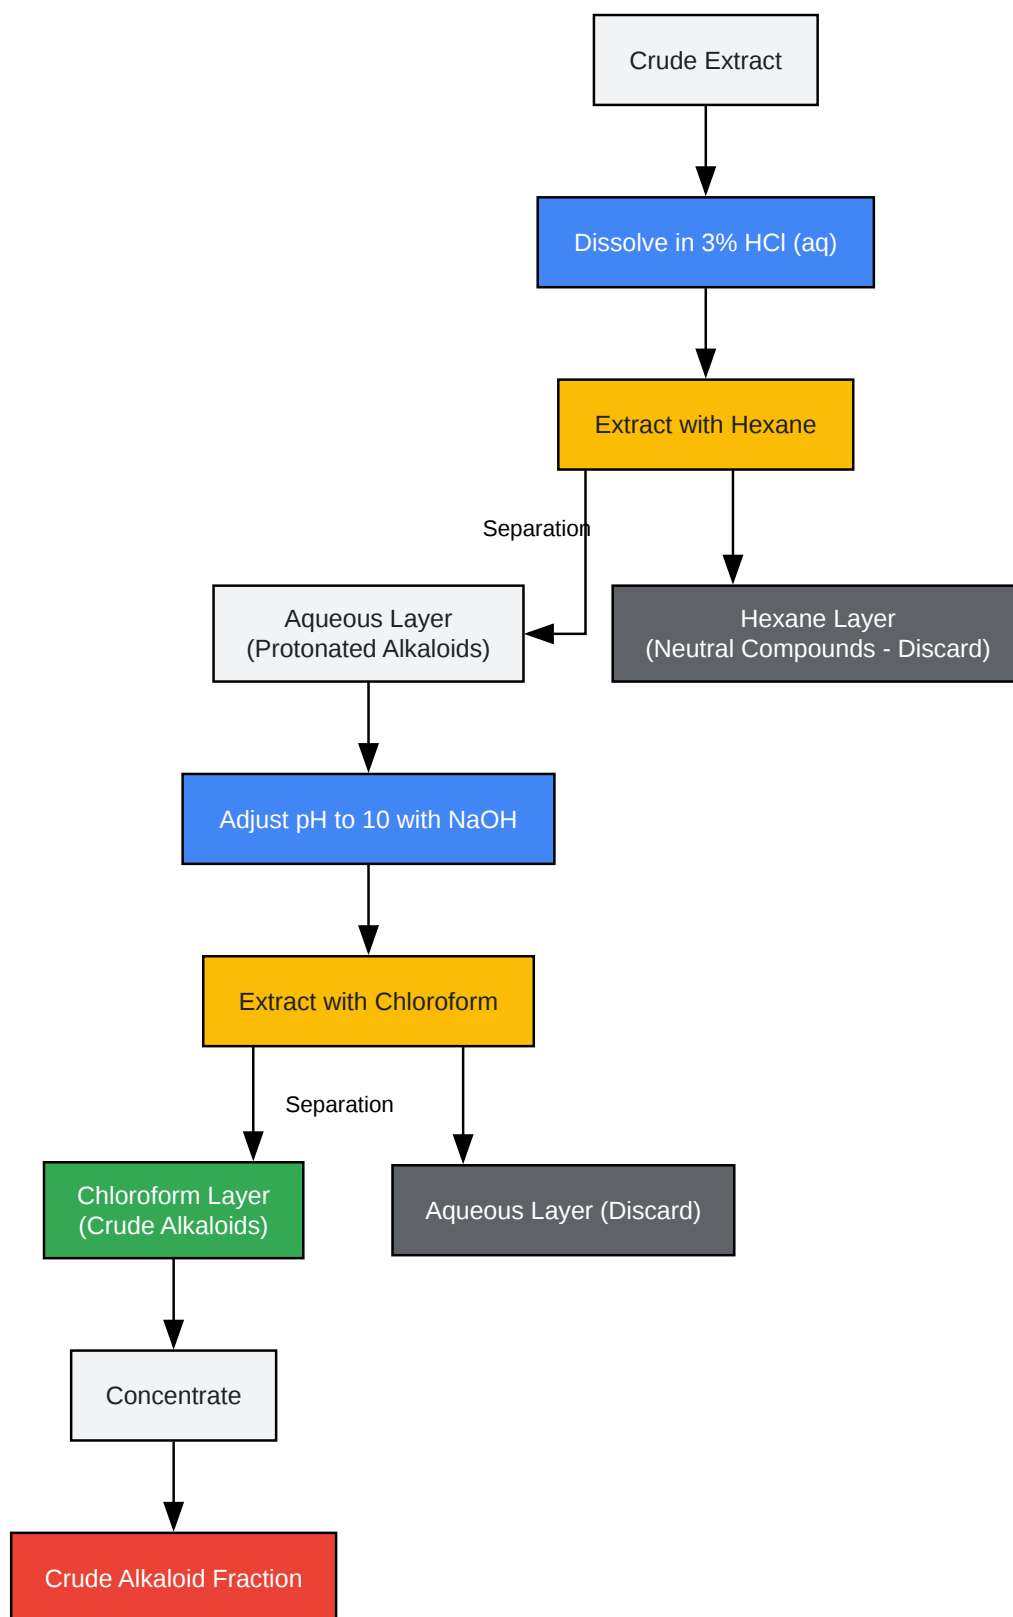 Crude Extract
Dissolve in 3% HCl (aq)
Extract with Hexane
Separation
Aqueous Layer
(Protonated Alkaloids)
Hexane Layer
(Neutral Compounds - Discard)
Adjust pH to 10 with NaOH
Extract with Chloroform
Separation
Chloroform Layer
(Crude Alkaloids)
Aqueous Layer (Discard)
Concentrate
Crude Alkaloid Fraction